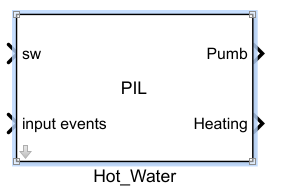 sw Pumb
PIL
input events Heating
Hot_Water